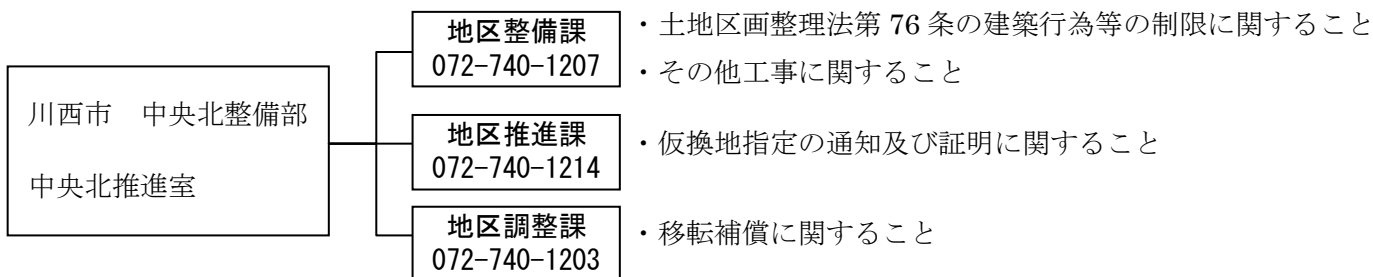 川西市　中央北整備部
中央北推進室
地区整備課
072-740-1207
・土地区画整理法第 76 条の建築行為等の制限に関すること
・その他工事に関すること
地区推進課
072-740-1214
・仮換地指定の通知及び証明に関すること
地区調整課
072-740-1203
・移転補償に関すること